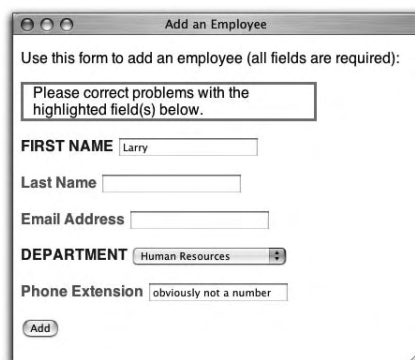 Add an Employee
Use this form to add an employee (all fields are required):
Please correct problems with the
highlighted field(s) below.
FIRST NAME Larry
Last Name
Email Address
DEPARTMENT Human Resources
Phone Extension obviously not a number
Add